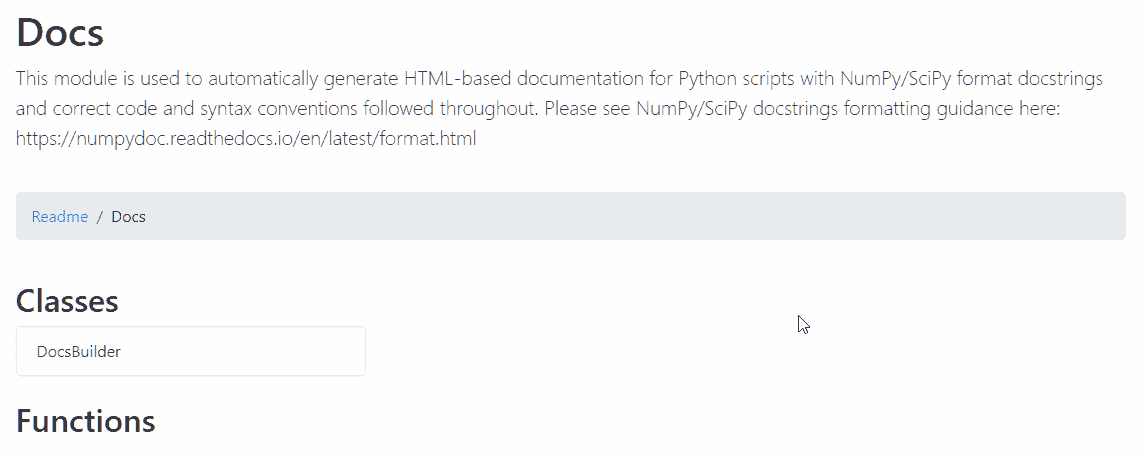 Docs
This module is used to automatically generate HTML-based documentation for Python scripts with NumPy/SciPy format docstrings
and correct code and syntax conventions followed throughout. Please see NumPy/SciPy docstrings formatting guidance here:
https://numpydoc.readthedocs.io/en/latest/format.html
Readme / Docs
Classes
DocsBuilder
Functions